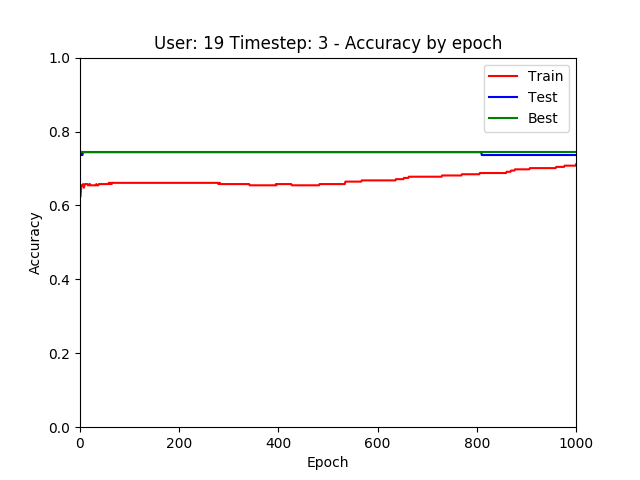 User: 19 Timestep: 3 - Accuracy by epoch
1.0
0.8
0.6
0.4
0.2
0.0
Accuracy
Train
Test
Best
0 200 400 600 800 1000
Epoch